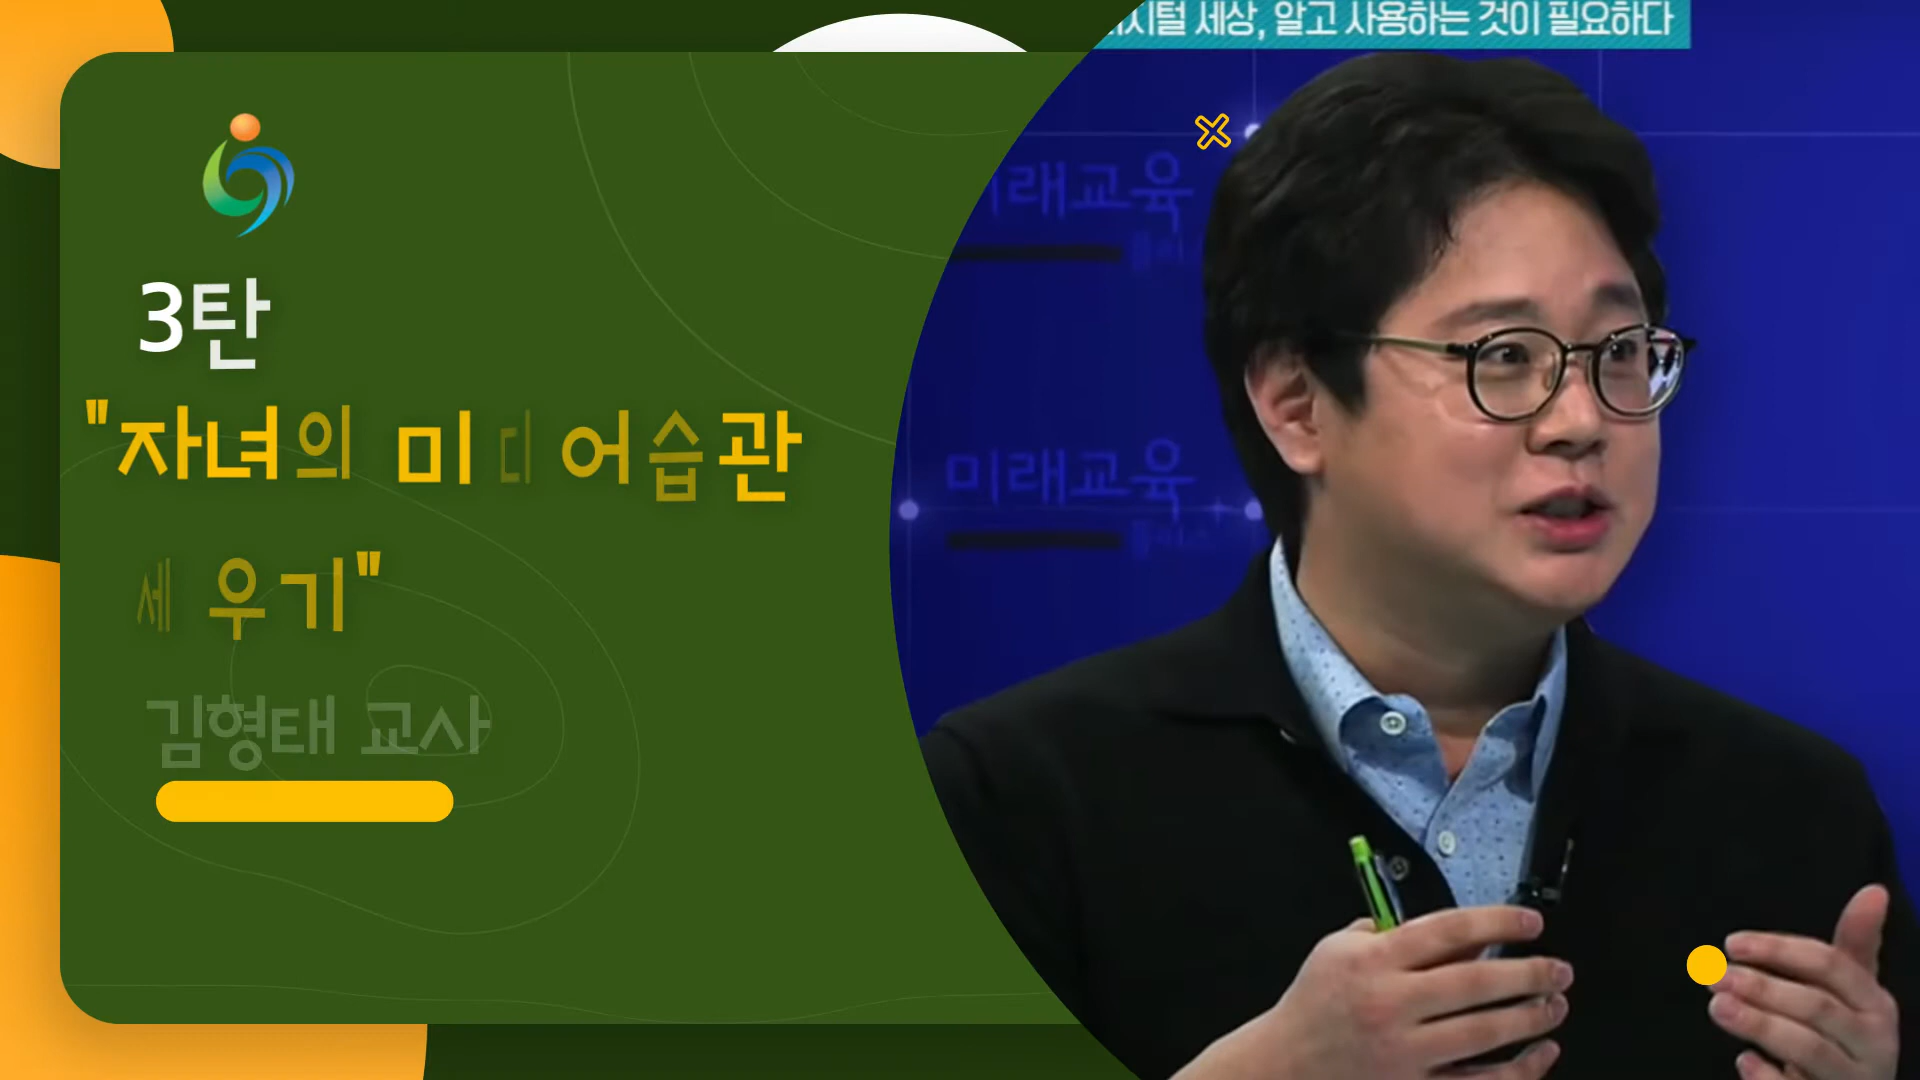 시털 세상, 알고 사용하는 것이 필요하다
3탄
"자녀의 미디어습관
세우기"
김형태 교사
미래교육
미래교육